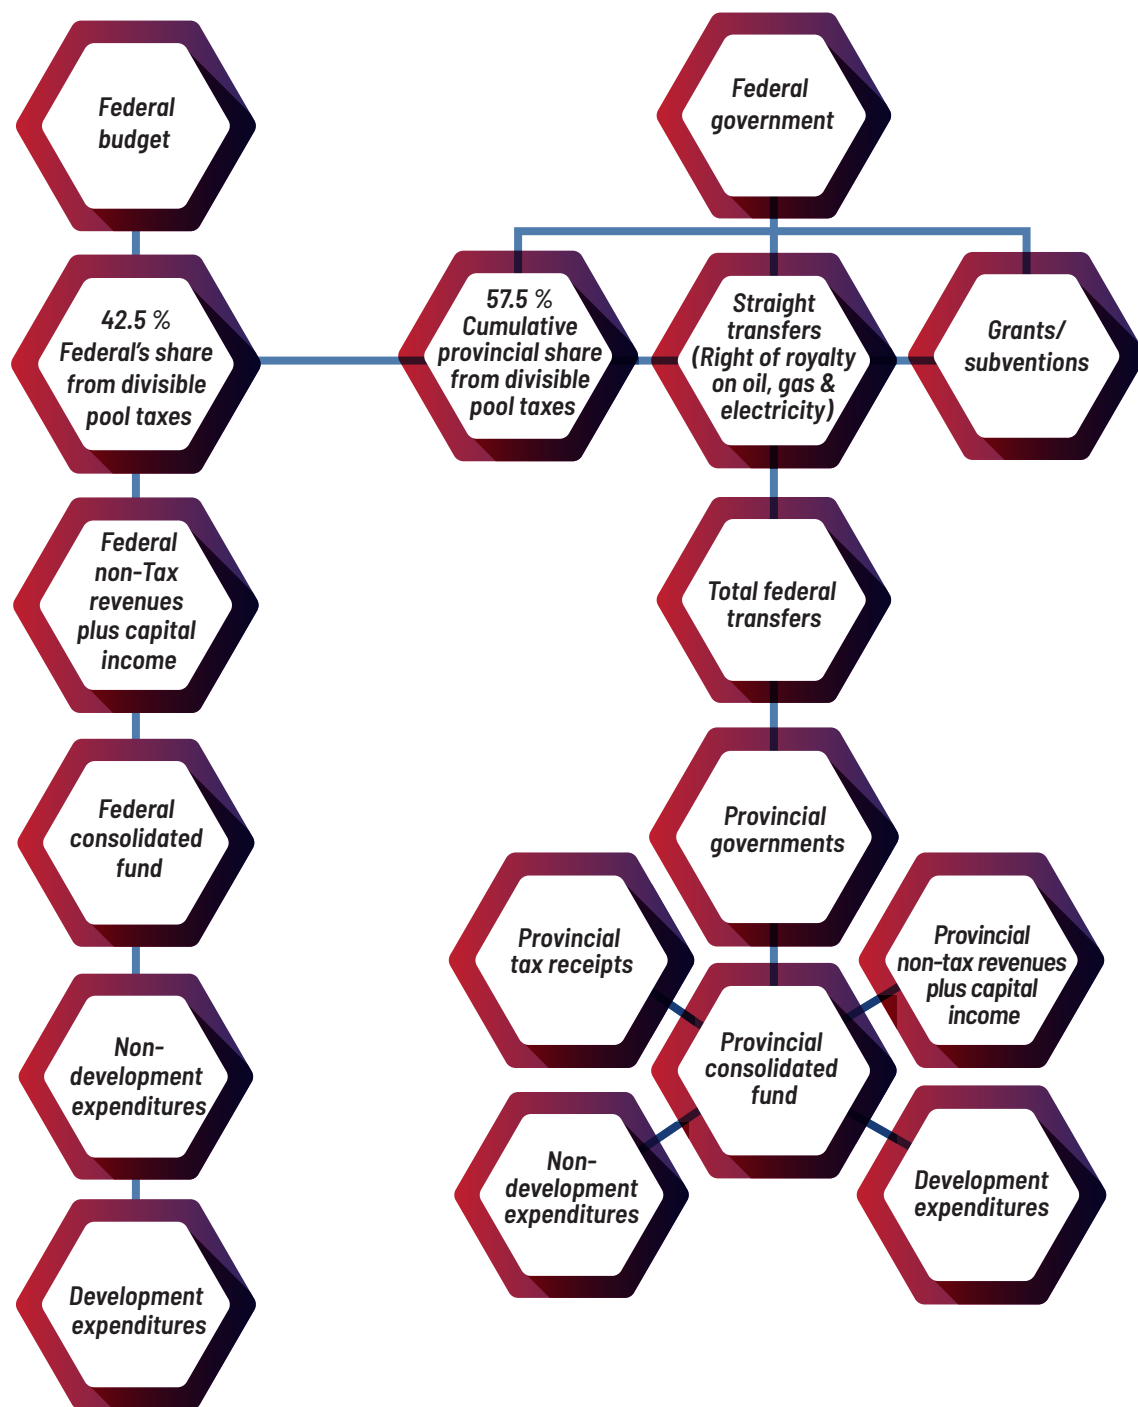 Federal
budget
42.5 %
Federal's share
from divisible
pool taxes
Federal
non-Tax
revenues
plus capital
income
Federal
consolidated
fund
Non-
development
expenditures
Development
expenditures
Federal
government
57.5 %
Cumulative
provincial share
from divisible
pool taxes
Straight
transfers
(Right of royalty
on oil, gas &
electricity)
Grants/
subventions
Total federal
transfers
Provincial
governments
Provincial
tax receipts
Provincial
non-tax revenues
plus capital
income
Provincial
consolidated
fund
Non-
development
expenditures
Development
expenditures